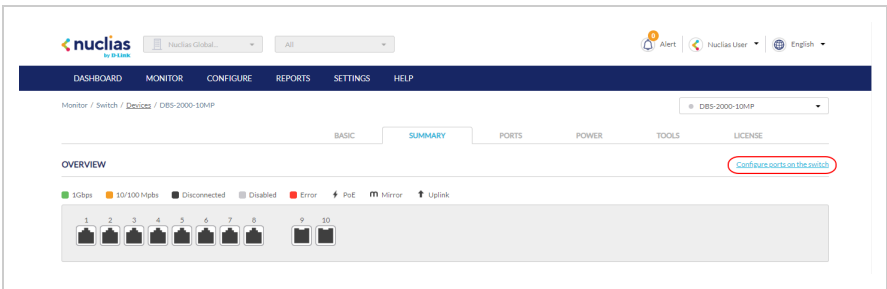 nuclias
by D-Link
Nuclias Global...
All
Alert
Nuclias User
English
DASHBOARD MONITOR CONFIGURE REPORTS SETTINGS HELP
Monitor / Switch / Devices / DBS-2000-10MP
DBS-2000-10MP
BASIC SUMMARY PORTS POWER TOOLS LICENSE
OVERVIEW
Configure ports on the switch
1Gbps 10/100 Mpbs Disconnected Disabled Error PoE m Mirror Uplink
1 2 3 4 5 6 7 8 9 10